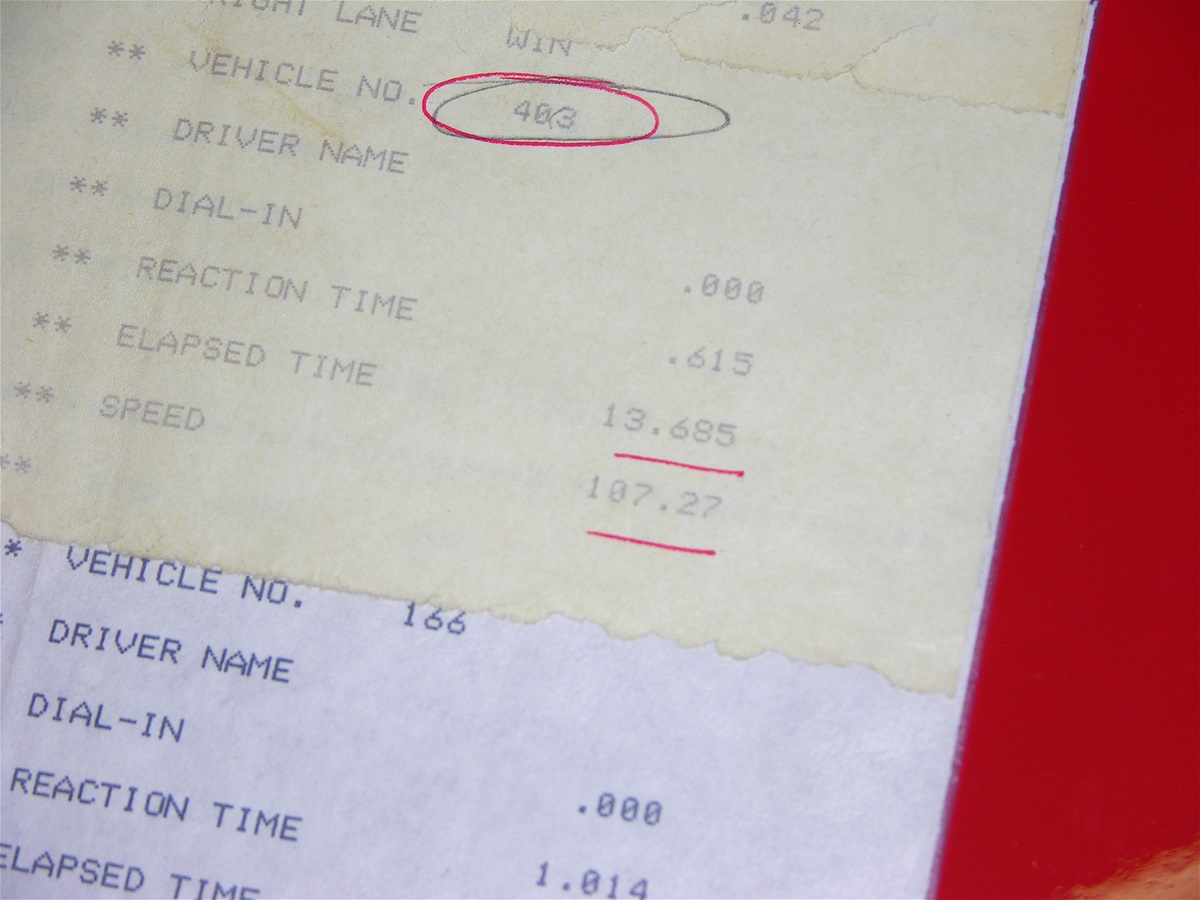 .042
RIGHT LANE WIN
** VEHICLE NO. 403
** DRIVER NAME
** DIAL-IN .000
** REACTION TIME .615
** ELAPSED TIME 13.685
** SPEED 107.27
**
* VEHICLE NO. 166
DRIVER NAME
DIAL-IN .000
REACTION TIME 1.014
ELAPSED TIME